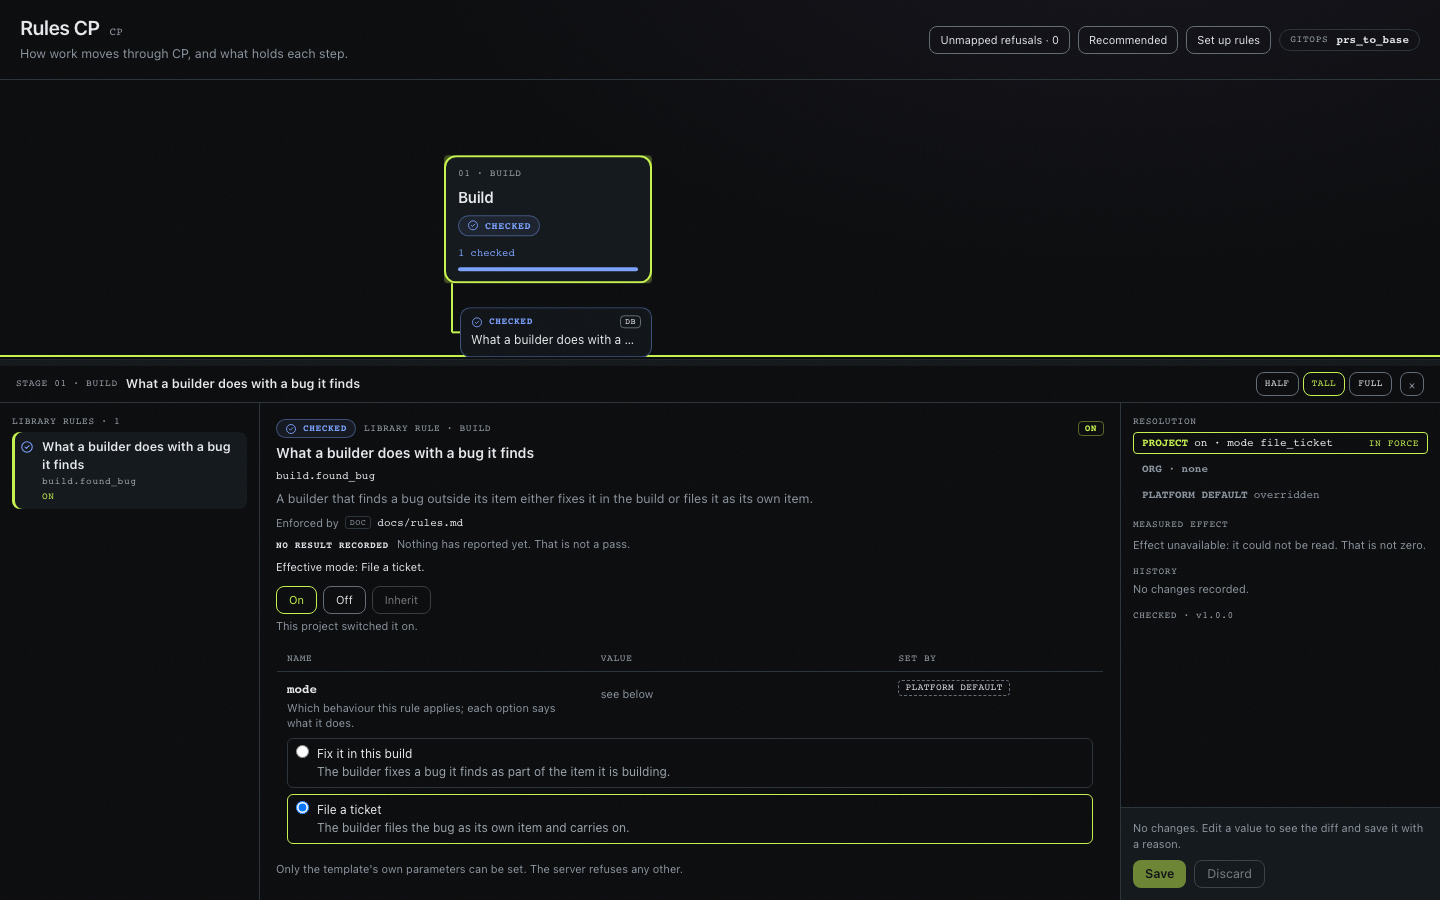 Rules CP CP
How work moves through CP, and what holds each step.
Unmapped refusals · 0
Recommended
Set up rules
GITOPS prs_to_base
01 · BUILD
Build
CHECKED
1 checked
CHECKED DB
What a builder does with a ...
STAGE 01 · BUILD What a builder does with a bug it finds
HALF
TALL
FULL
×
LIBRARY RULES · 1
What a builder does with a bug
it finds
build.found_bug
ON
CHECKED LIBRARY RULE · BUILD
ON
What a builder does with a bug it finds
build.found_bug
A builder that finds a bug outside its item either fixes it in the build or files it as its own item.
Enforced by DOC docs/rules.md
NO RESULT RECORDED Nothing has reported yet. That is not a pass.
Effective mode: File a ticket.
On
Off
Inherit
This project switched it on.
NAME VALUE SET BY
mode
see below
PLATFORM DEFAULT
Which behaviour this rule applies; each option says
what it does.
Fix it in this build
The builder fixes a bug it finds as part of the item it is building.
File a ticket
The builder files the bug as its own item and carries on.
Only the template's own parameters can be set. The server refuses any other.
RESOLUTION
PROJECT on · mode file_ticket IN FORCE
ORG · none
PLATFORM DEFAULT overridden
MEASURED EFFECT
Effect unavailable: it could not be read. That is not zero.
HISTORY
No changes recorded.
CHECKED · v1.0.0
No changes. Edit a value to see the diff and save it with
a reason.
Save
Discard